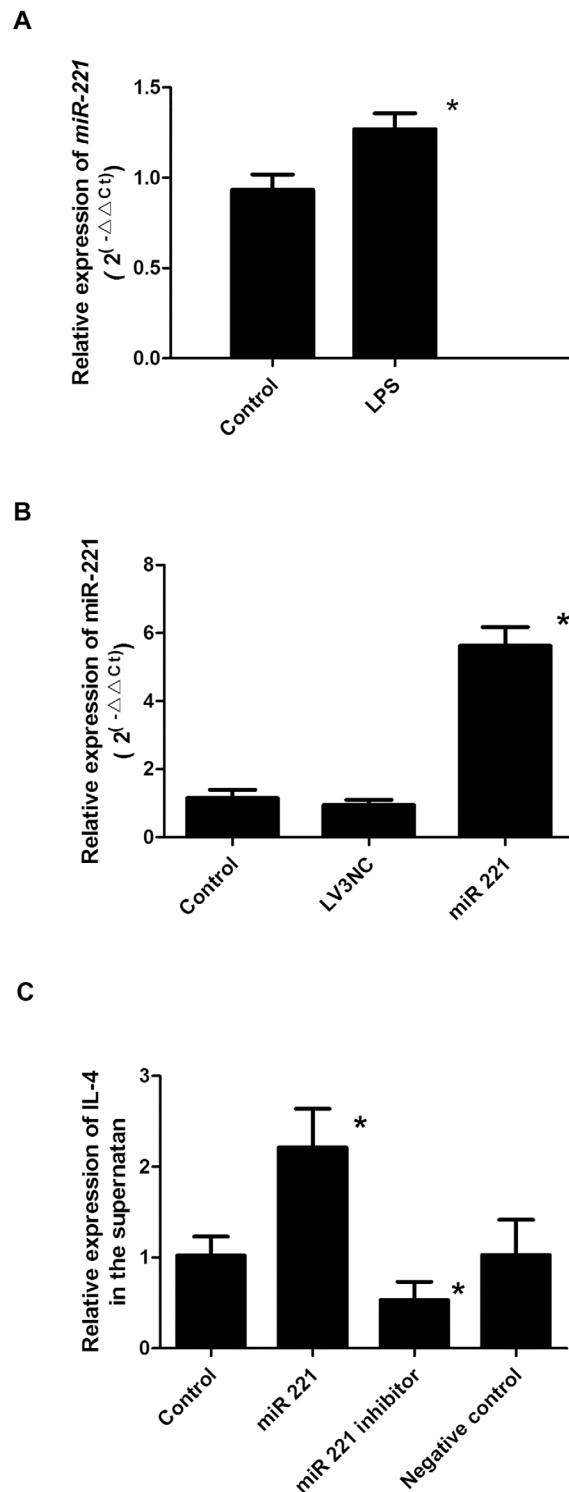 A
Relative expression of miR-221
( 2(-△△Ct))
1.5
1.0
0.5
0.0
*
Control
LPS
B
Relative expression of miR-221
( 2(-△△Ct))
8
6
4
2
0
*
Control
LV3NC
miR 221
C
Relative expression of IL-4
in the supernatan
3
2
1
0
*
*
Control
miR 221
miR 221 inhibitor
Negative control